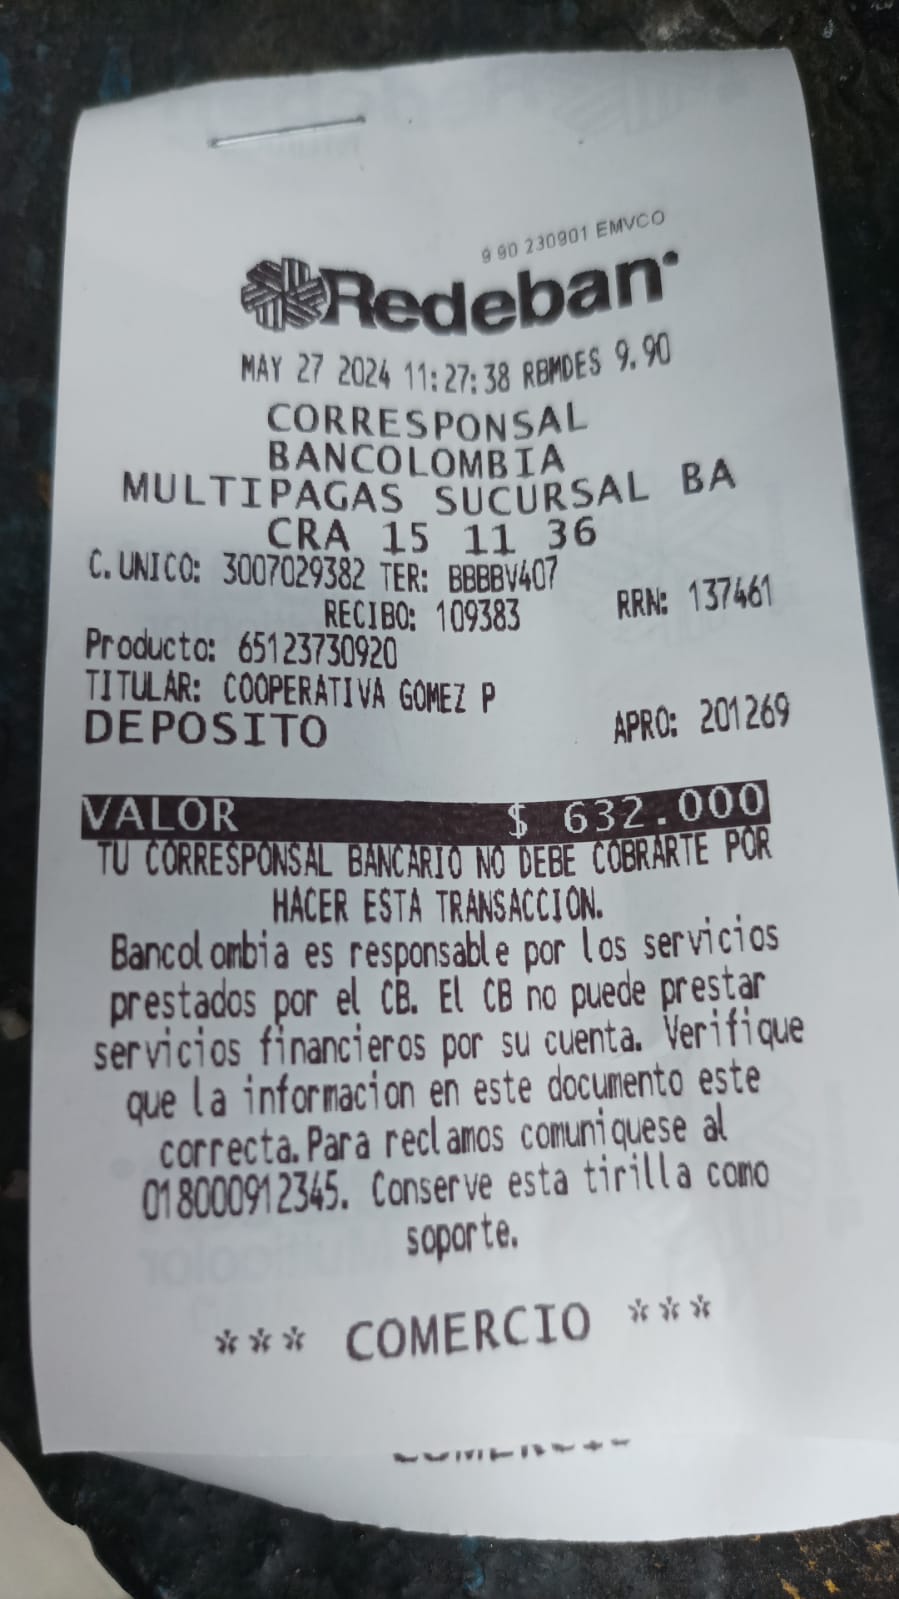 9 90 230901 EMVCO
Redeban
MAY 27 2024 11:27:38 RBMDES 9.90
CORRESPONSAL
BANCOLOMBIA
MULTIPAGAS SUCURSAL BA
CRA 15 11 36
C. UNICO: 3007029382 TER: BBBBV407
RECIBO: 109383 RRN: 137461
Producto: 65123730920
TITULAR: COOPERATIVA GOMEZ P
DEPOSITO APRO: 201269
VALOR $ 632.000
TU CORRESPONSAL BANCARIO NO DEBE COBRARTE POR
HACER ESTA TRANSACCION.
Bancolombia es responsable por los servicios
prestados por el CB. El CB no puede prestar
servicios financieros por su cuenta. Verifique
que la informacion en este documento este
correcta. Para reclamos comuniquese al
018000912345. Conserve esta tirilla como
soporte.
*** COMERCIO ***